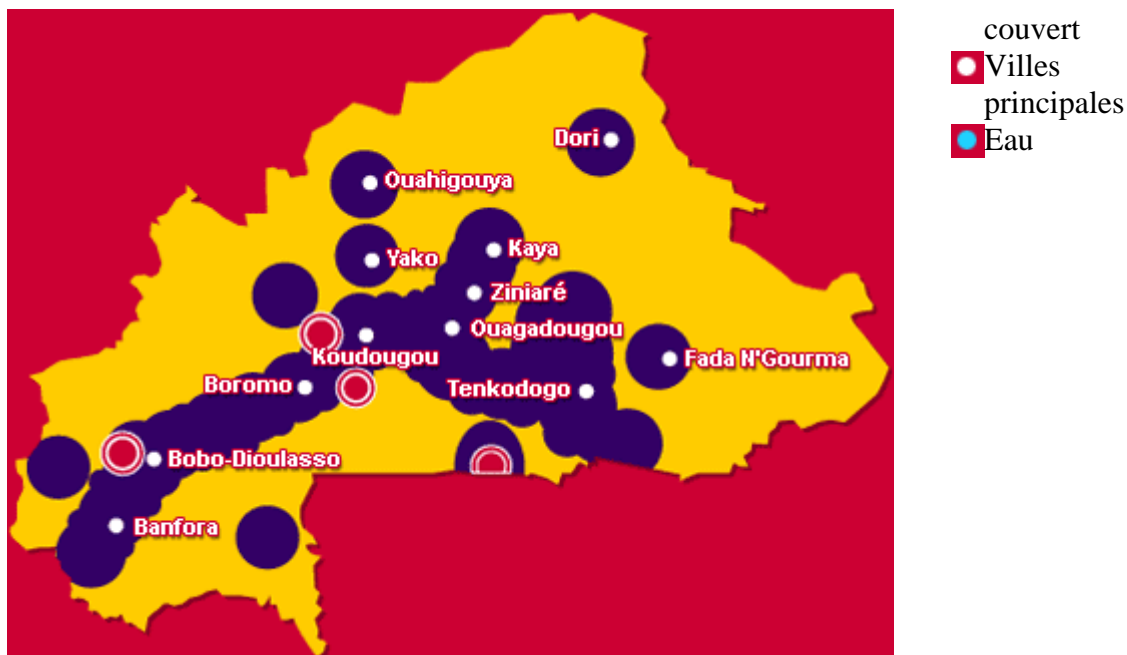 couvert
Villes
principales
Eau
Dori
Ouahigouya
Kaya
Yako
Ziniaré
Ouagadougou
Koudougou
Fada N'Gourma
Boromo
Tenkodogo
Bobo-Dioulasso
Banfora